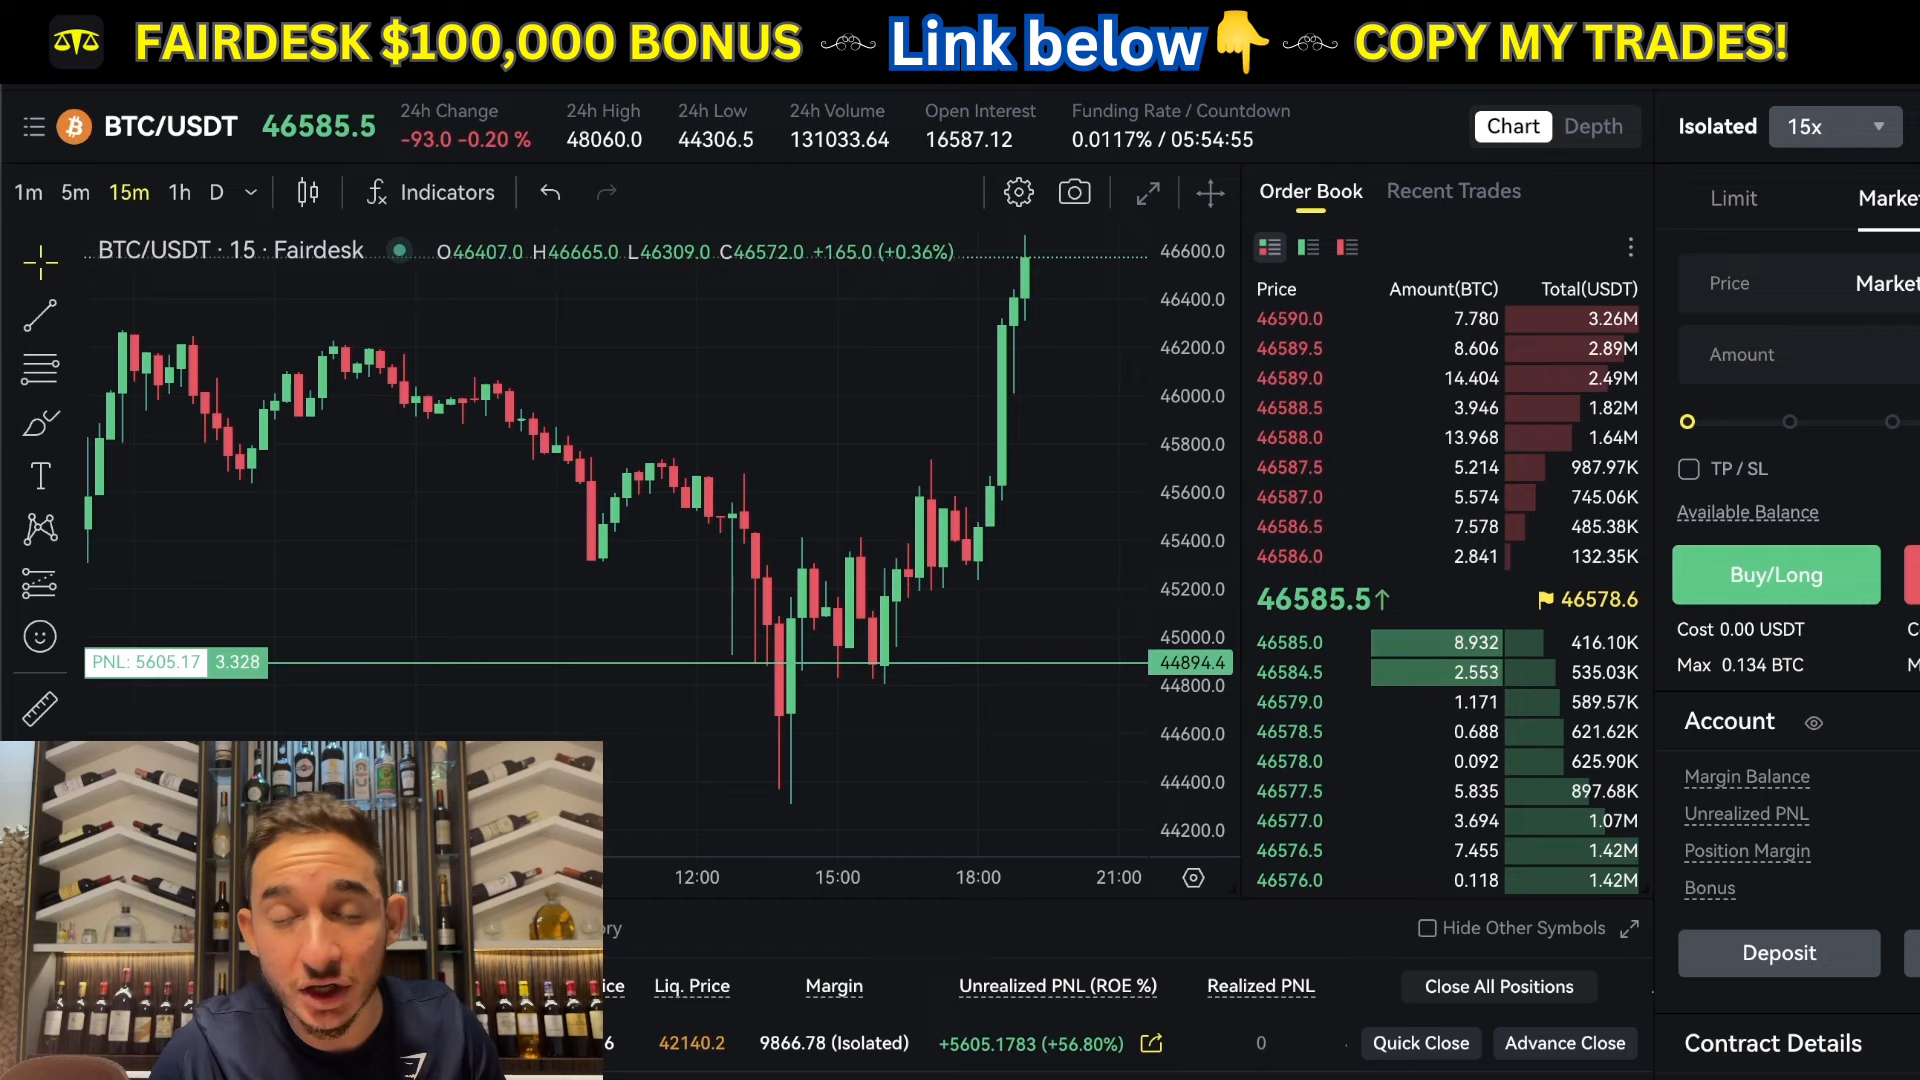 FAIRDESK $100,000 BONUS Link below COPY MY TRADES!
BTC/USDT 46585.5
24h Change
-93.0 -0.20 %
24h High
48060.0
24h Low
44306.5
24h Volume
131033.64
Open Interest
16587.12
Funding Rate / Countdown
0.0117% / 05:54:55
Chart Depth
Isolated 15x
1m 5m 15m 1h D Indicators
BTC/USDT · 15 · Fairdesk O46407.0 H46665.0 L46309.0 C46572.0 +165.0 (+0.36%)
46600.0
46400.0
46200.0
46000.0
45800.0
45600.0
45400.0
45200.0
45000.0
PNL: 5605.17 3.328 44894.4
44800.0
44600.0
44400.0
44200.0
12:00 15:00 18:00 21:00
Order Book Recent Trades
Price Amount(BTC) Total(USDT)
46590.0 7.780 3.26M
46589.5 8.606 2.89M
46589.0 14.404 2.49M
46588.5 3.946 1.82M
46588.0 13.968 1.64M
46587.5 5.214 987.97K
46587.0 5.574 745.06K
46586.5 7.578 485.38K
46586.0 2.841 132.35K
46585.5↑ 46578.6
46585.0 8.932 416.10K
46584.5 2.553 535.03K
46579.0 1.171 589.57K
46578.5 0.688 621.62K
46578.0 0.092 625.90K
46577.5 5.835 897.68K
46577.0 3.694 1.07M
46576.5 7.455 1.42M
46576.0 0.118 1.42M
Limit Marke
Price Market
Amount
TP / SL
Available Balance
Buy/Long
Cost 0.00 USDT C
Max 0.134 BTC M
Account
Margin Balance
Unrealized PNL
Position Margin
Bonus
Deposit
Contract Details
ory Hide Other Symbols
ice Liq. Price Margin Unrealized PNL (ROE %) Realized PNL Close All Positions
6 42140.2 9866.78 (Isolated) +5605.1783 (+56.80%) 0 Quick Close Advance Close